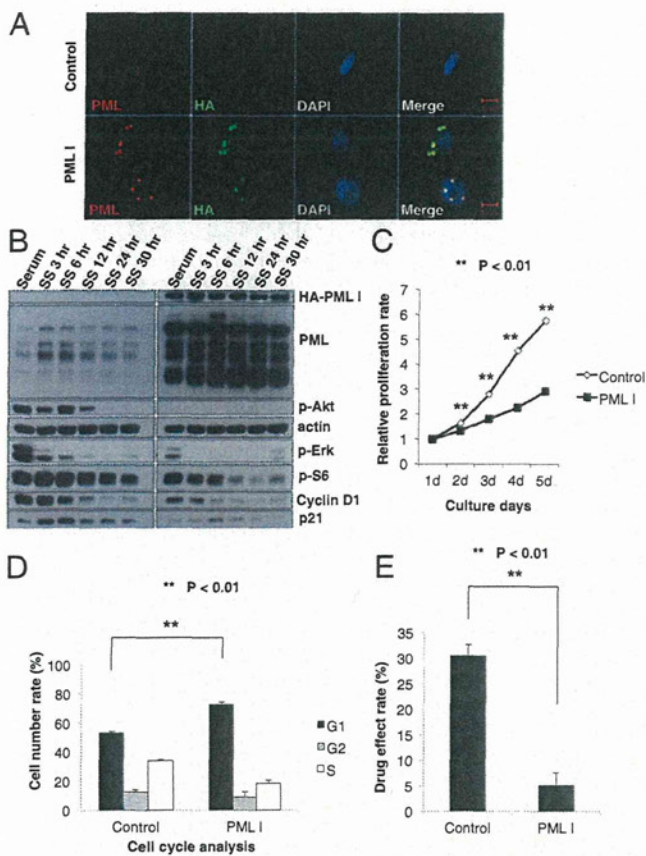 A
Control
PML
HA
DAPI
Merge
PML I
PML
HA
DAPI
Merge
B
Serum
SS 3 hr
SS 6 hr
SS 12 hr
SS 24 hr
SS 30 hr
Serum
SS 3 hr
SS 6 hr
SS 12 hr
SS 24 hr
SS 30 hr
HA-PML I
PML
p-Akt
actin
p-Erk
p-S6
Cyclin D1
p21
C
** P < 0.01
Relative proliferation rate
7
6
5
4
3
2
1
0
**
**
**
**
1d 2d 3d 4d 5d
Culture days
Control
PML I
D
** P < 0.01
**
Cell number rate (%)
100
80
60
40
20
0
Control PML I
Cell cycle analysis
G1
G2
S
E
** P < 0.01
**
Drug effect rate (%)
35
30
25
20
15
10
5
0
Control PML I